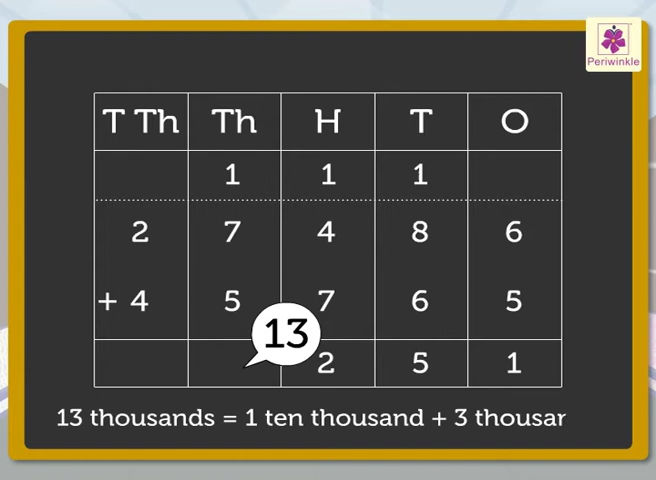 Periwinkle
T Th Th H T O
1 1 1
2 7 4 8 6
+ 4 5 7 6 5
13
2 5 1
13 thousands = 1 ten thousand + 3 thousar